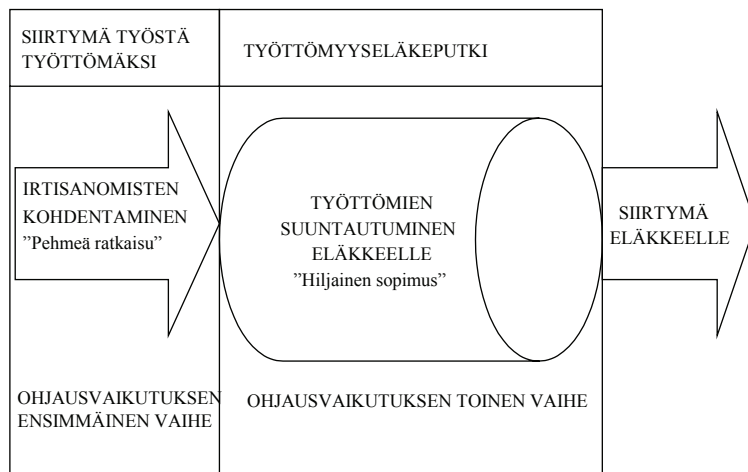 SIIRTYMÄ TYÖSTÄ
TYÖTTÖMÄKSI
TYÖTTÖMYYSELÄKEPUTKI
IRTISANOMISTEN
KOHDENTAMINEN
”Pehmeä ratkaisu”
TYÖTTÖMIEN
SUUNTAUTUMINEN
ELÄKKEELLE
”Hiljainen sopimus”
SIIRTYMÄ
ELÄKKEELLE
OHJAUSVAIKUTUKSEN
ENSIMMÄINEN VAIHE
OHJAUSVAIKUTUKSEN TOINEN VAIHE